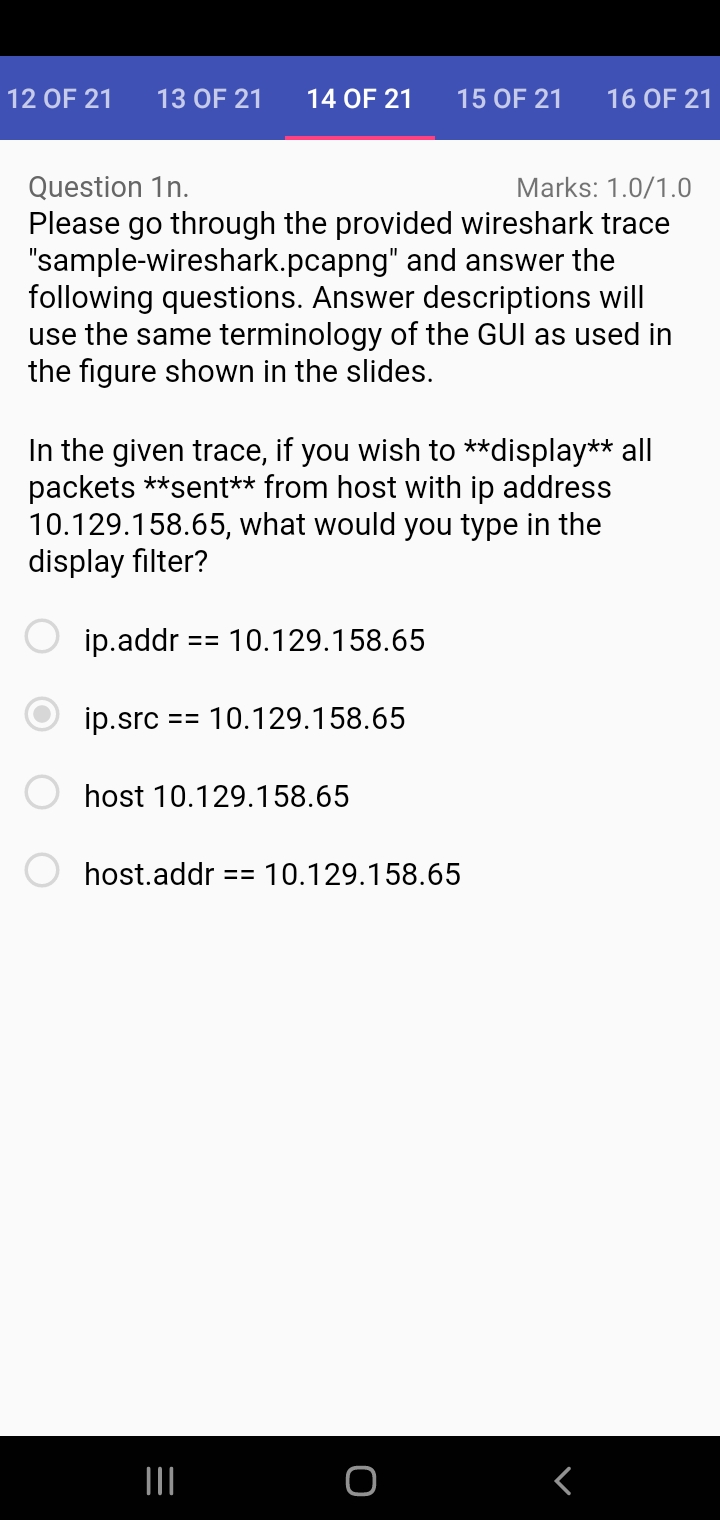 12 OF 21 13 OF 21 14 OF 21 15 OF 21 16 OF 21
Question 1n. Marks: 1.0/1.0
Please go through the provided wireshark trace
"sample-wireshark.pcapng" and answer the
following questions. Answer descriptions will
use the same terminology of the GUI as used in
the figure shown in the slides.
In the given trace, if you wish to **display** all
packets **sent** from host with ip address
10.129.158.65, what would you type in the
display filter?
ip.addr == 10.129.158.65
ip.src == 10.129.158.65
host 10.129.158.65
host.addr == 10.129.158.65